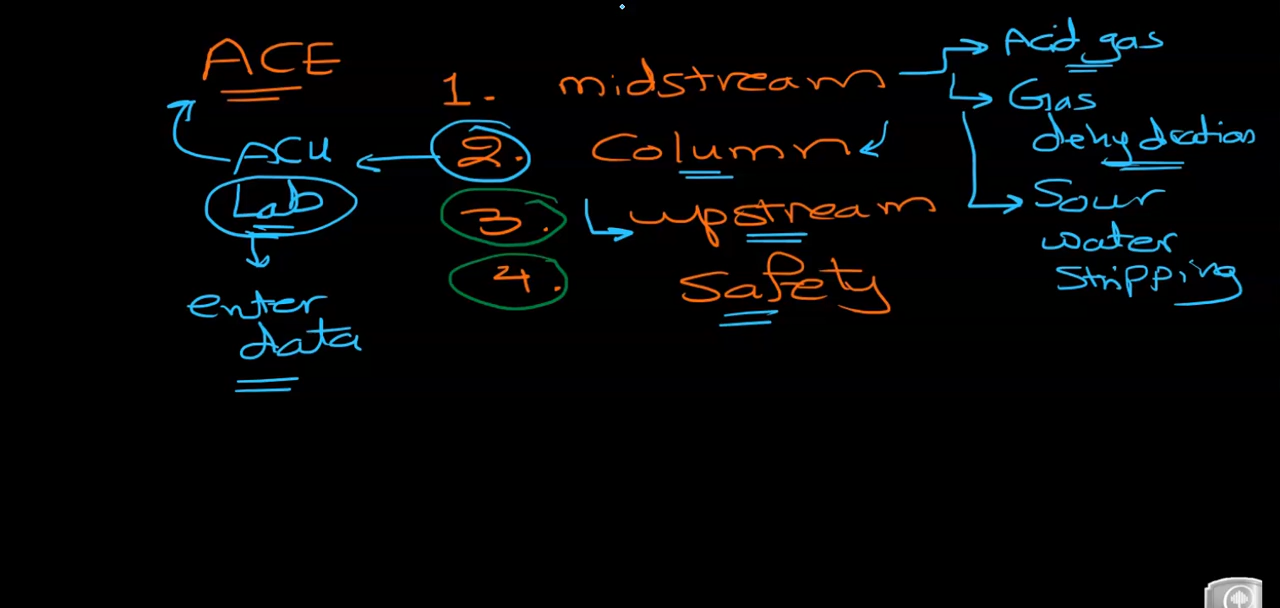 ACE
1. midstream
Acid gas
Gas
dehydration
ACU
2. Column
Lab
3. upstream
Sour
water
stripping
4. Safety
enter
data